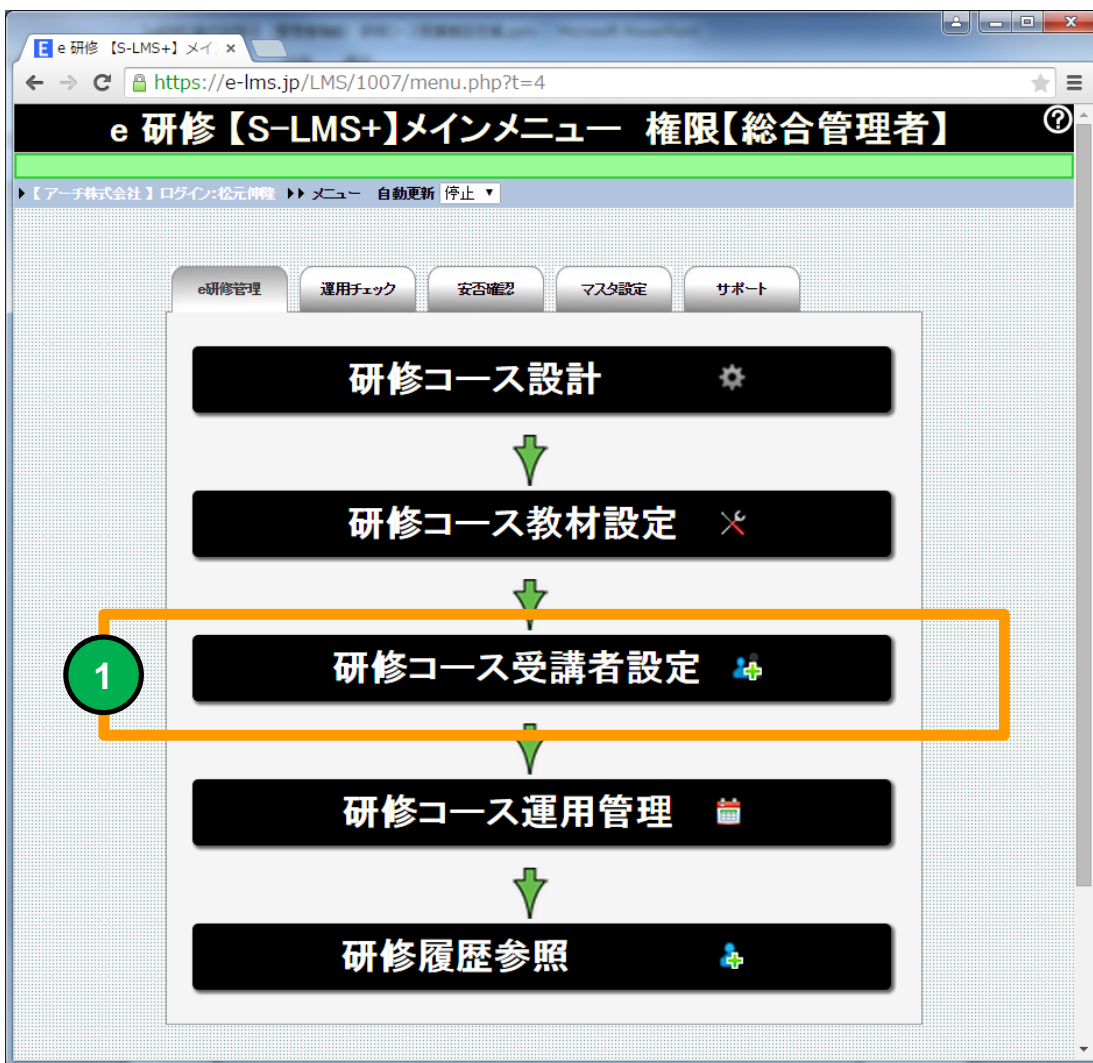 e 研修 【S-LMS+】メイン
https://e-lms.jp/LMS/1007/menu.php?t=4
e 研修 【S-LMS+】メインメニュー 権限【総合管理者】
【 アーチ株式会社 】ログイン:松元伸隆 メニュー 自動更新 停止
e研修管理 運用チェック 安否確認 マスタ設定 サポート
研修コース設計
研修コース教材設定
1 研修コース受講者設定
研修コース運用管理
研修履歴参照